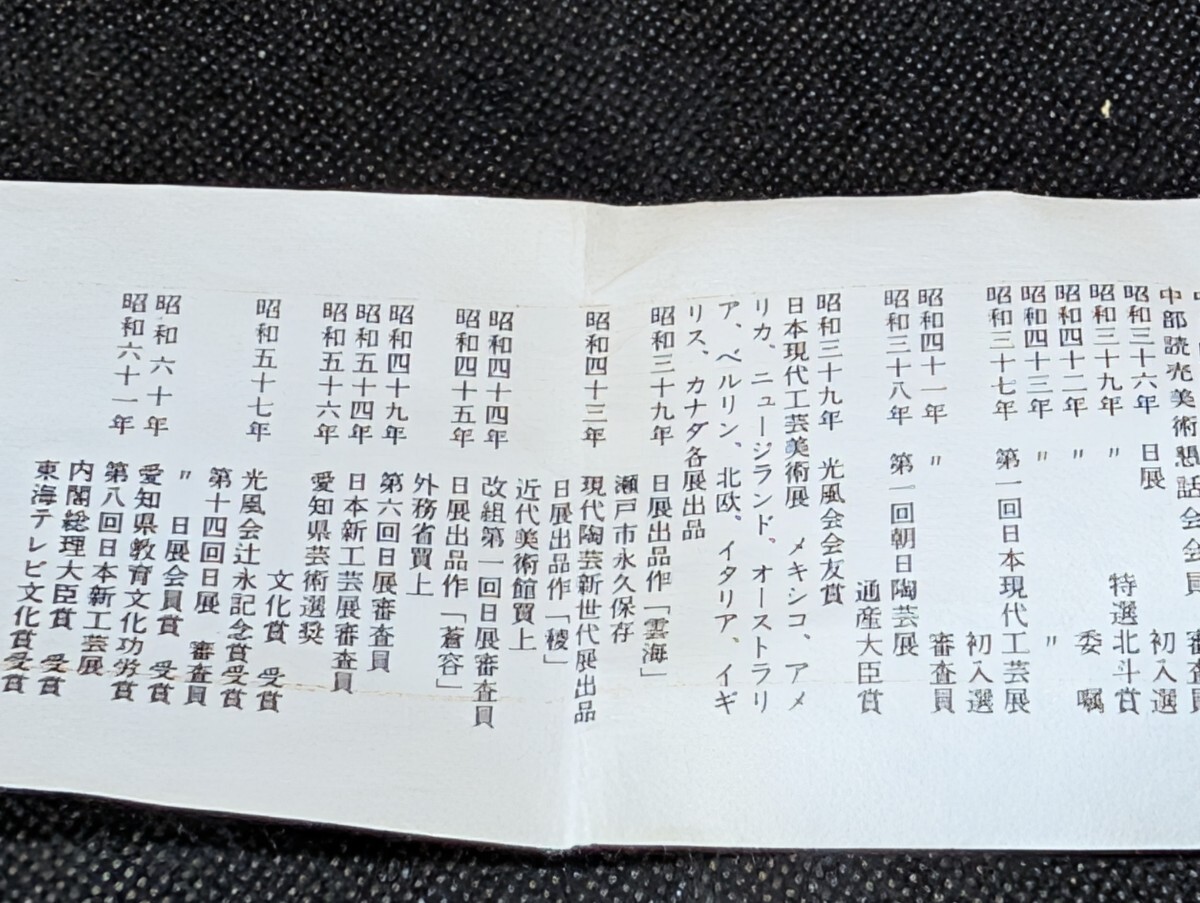 中部読売美術懇話会会員
審査員
昭和三十六年 日展 初入選
昭和三十九年 〃 特選北斗賞
昭和四十二年 〃 委嘱
昭和四十三年 〃 〃
昭和三十七年 第一回日本現代工芸展
初入選
昭和四十一年 〃 審査員
昭和三十八年 第一回朝日陶芸展
通産大臣賞
昭和三十九年 光風会会友賞
日本現代工芸美術展 メキシコ、アメ
リカ、ニュージランド、オーストラリ
ア、ベルリン、北欧、イタリア、イギ
リス、カナダ各展出品
昭和三十九年 日展出品作「雲海」
瀬戸市永久保存
昭和四十三年 現代陶芸新世代展出品
日展出品作「稜」
近代美術館買上
昭和四十四年 改組第一回日展審査員
昭和四十五年 日展出品作「蒼容」
外務省買上
昭和四十九年 第六回日展審査員
昭和五十四年 日本新工芸展審査員
昭和五十六年 愛知県芸術選奨
文化賞 受賞
昭和五十七年 光風会辻永記念賞受賞
第十四回日展 審査員
〃 日展会員賞 受賞
昭和六十年 愛知県教育文化功労賞
昭和六十一年 第八回日本新工芸展
内閣総理大臣賞 受賞
東海テレビ文化賞受賞